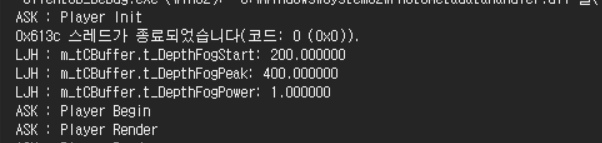 ASK : Player Init
0x613c 스레드가 종료되었습니다(코드: 0 (0x0)).
LJH : m_tCBuffer.t_DepthFogStart: 200.000000
LJH : m_tCBuffer.t_DepthFogPeak: 400.000000
LJH : m_tCBuffer.t_DepthFogPower: 1.000000
ASK : Player Begin
ASK : Player Render